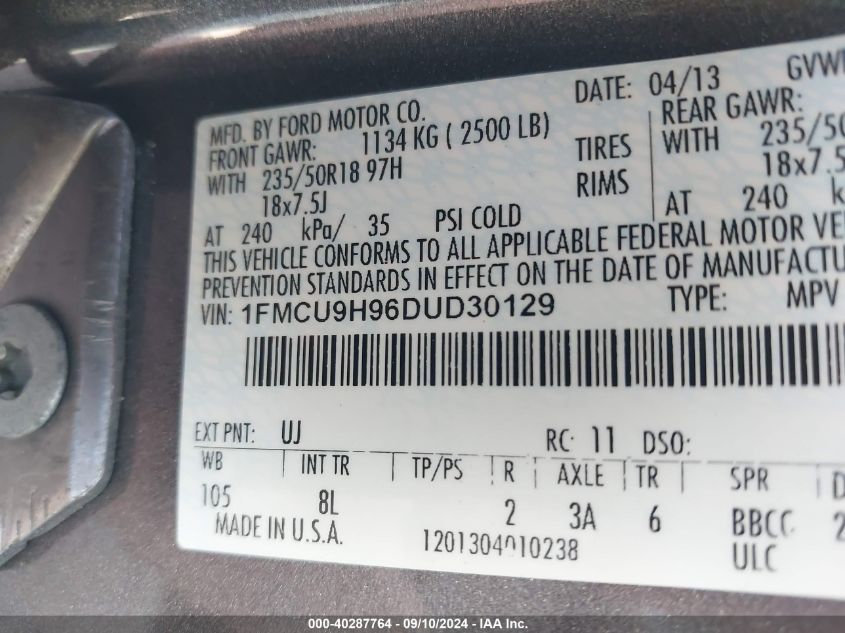 DATE: 04/13 GVWR
MFD. BY FORD MOTOR CO. REAR GAWR:
FRONT GAWR: 1134 KG ( 2500 LB) WITH 235/50
WITH 235/50R18 97H TIRES 18x7.5
18x7.5J RIMS AT 240
AT 240 kPa/ 35 PSI COLD
THIS VEHICLE CONFORMS TO ALL APPLICABLE FEDERAL MOTOR VE
PREVENTION STANDARDS IN EFFECT ON THE DATE OF MANUFACTU
VIN: 1FMCU9H96DUD30129 TYPE: MPV
EXT PNT: UJ RC: 11 DSO:
WB INT TR TP/PS R AXLE TR SPR
105 8L 2 3A 6 BBCC 2
MADE IN U.S.A. 1201304010238 ULC
000-40287764 - 09/10/2024 - IAA Inc.